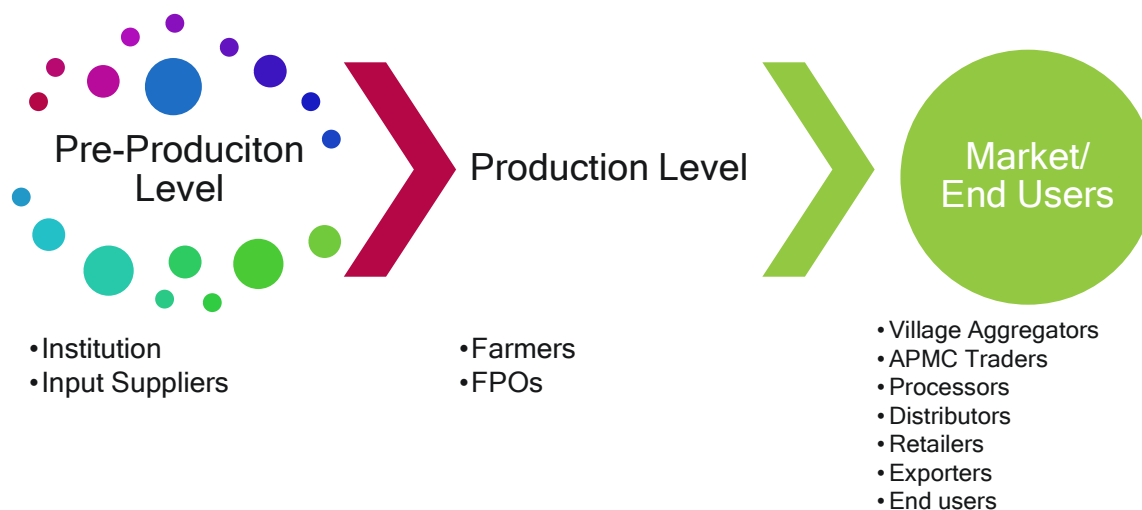 Pre-Produciton
Level
Production Level
Market/
End Users
•Institution
•Input Suppliers
•Farmers
•FPOs
•Village Aggregators
•APMC Traders
•Processors
•Distributors
•Retailers
•Exporters
•End users